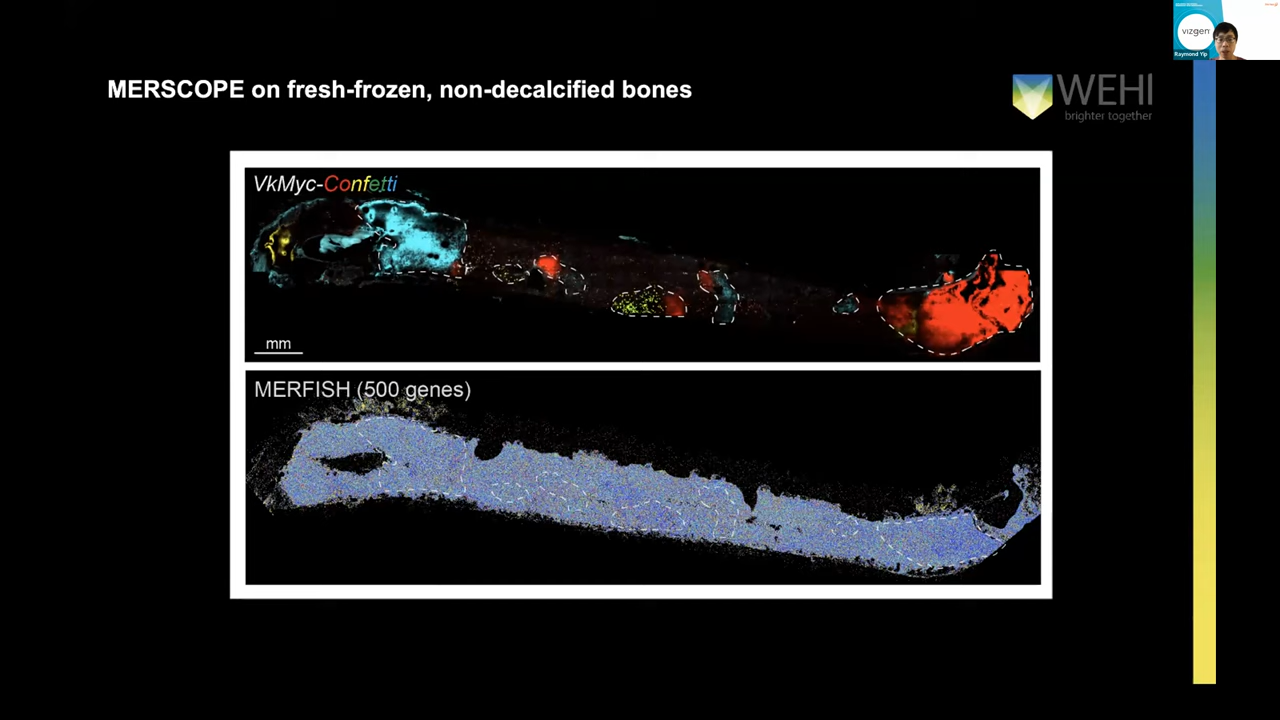 MERSCOPE on fresh-frozen, non-decalcified bones
WEHI
brighter together
vizgen
Raymond Yip
VkMyc-Confetti
mm
MERFISH (500 genes)